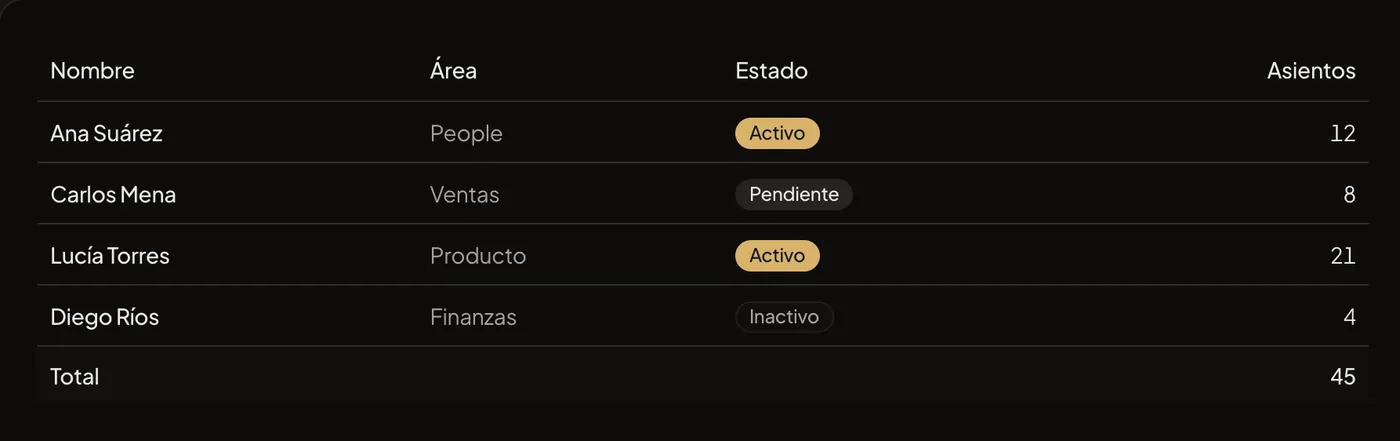 Nombre Área Estado Asientos
Ana Suárez People Activo 12
Carlos Mena Ventas Pendiente 8
Lucía Torres Producto Activo 21
Diego Ríos Finanzas Inactivo 4
Total 45